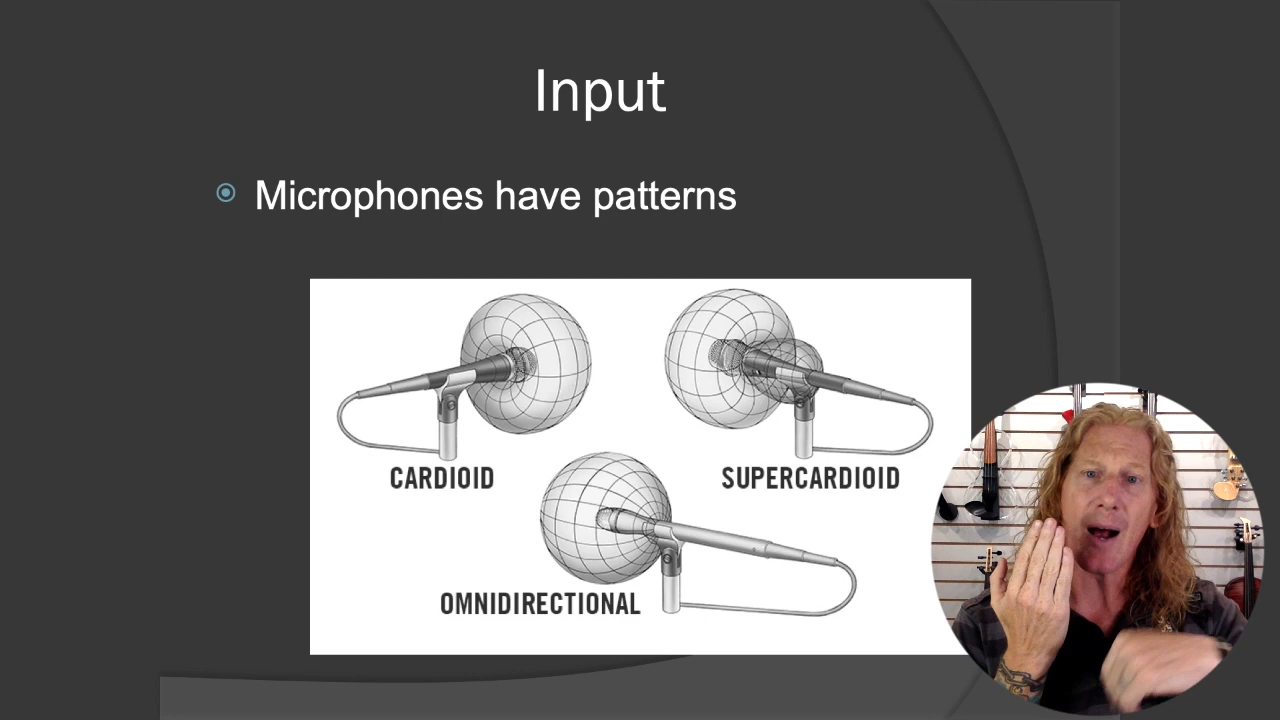 Input
Microphones have patterns
CARDIOID
SUPERCARDIOID
OMNIDIRECTIONAL